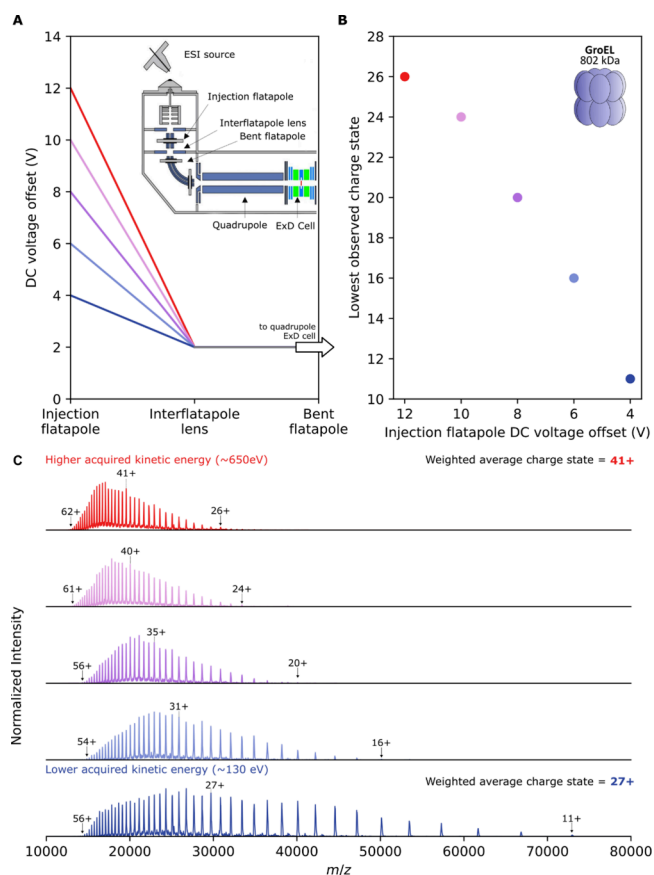 A
DC voltage offset (V)
14
12
10
8
6
4
2
0
ESI source
Injection flatapole
Interflatapole lens
Bent flatapole
Quadrupole
ExD Cell
to quadrupole
ExD cell
Injection
flatapole
Interflatapole
lens
Bent
flatapole
B
Lowest observed charge state
28
26
24
22
20
18
16
14
12
10
GroEL
802 kDa
12
10
8
6
4
Injection flatapole DC voltage offset (V)
C
Normalized Intensity
Higher acquired kinetic energy (~650eV)
Weighted average charge state = 41+
62+
41+
26+
61+
40+
24+
56+
35+
20+
54+
31+
16+
Lower acquired kinetic energy (~130 eV)
Weighted average charge state = 27+
56+
27+
11+
10000 20000 30000 40000 50000 60000 70000 80000
m/z